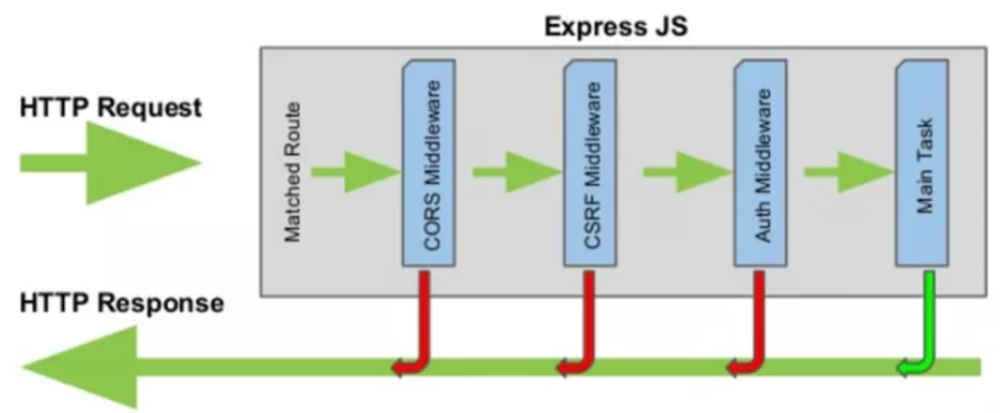 Express JS
HTTP Request
Matched Route
CORS Middleware
CSRF Middleware
Auth Middleware
Main Task
HTTP Response